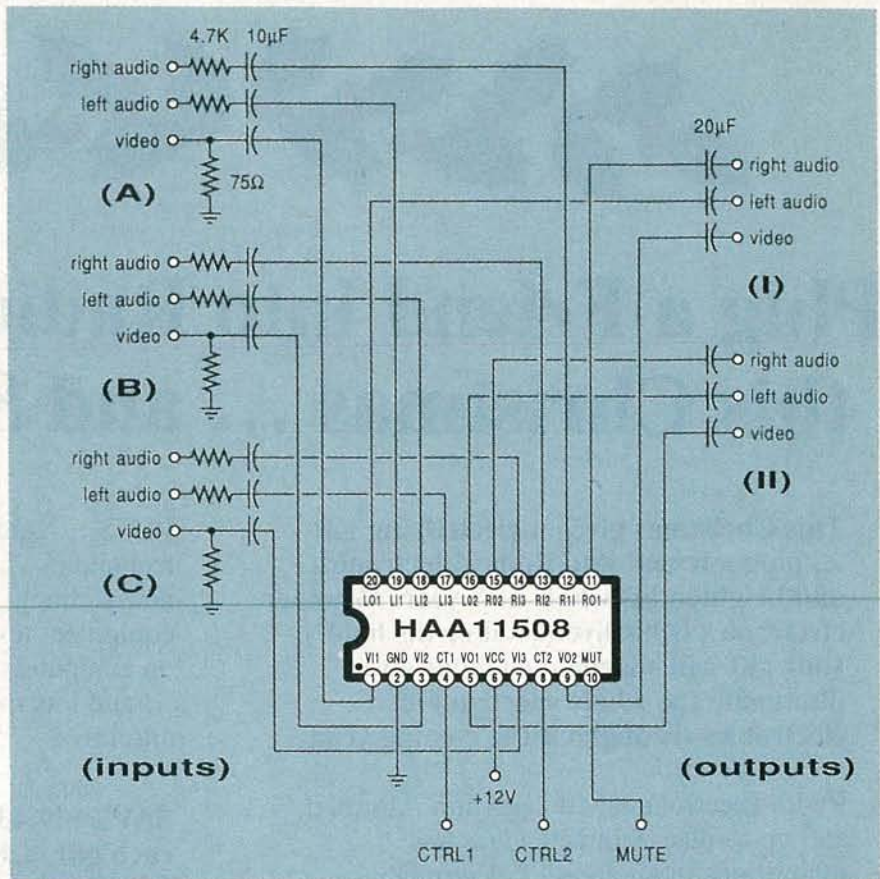 4.7K 10µF
right audio
left audio
video
75Ω
(A)
right audio
left audio
video
(B)
right audio
left audio
video
(C)
20µF
right audio
left audio
video
(I)
right audio
left audio
video
(II)
20 19 18 17 16 15 14 13 12 11
LO1 LI1 LI2 LI3 LO2 RO2 RI3 RI2 R1I RO1
HAA11508
VI1 GND VI2 CT1 VO1 VCC VI3 CT2 VO2 MUT
1 2 3 4 5 6 7 8 9 10
(inputs) (outputs)
+12V
CTRL1 CTRL2 MUTE